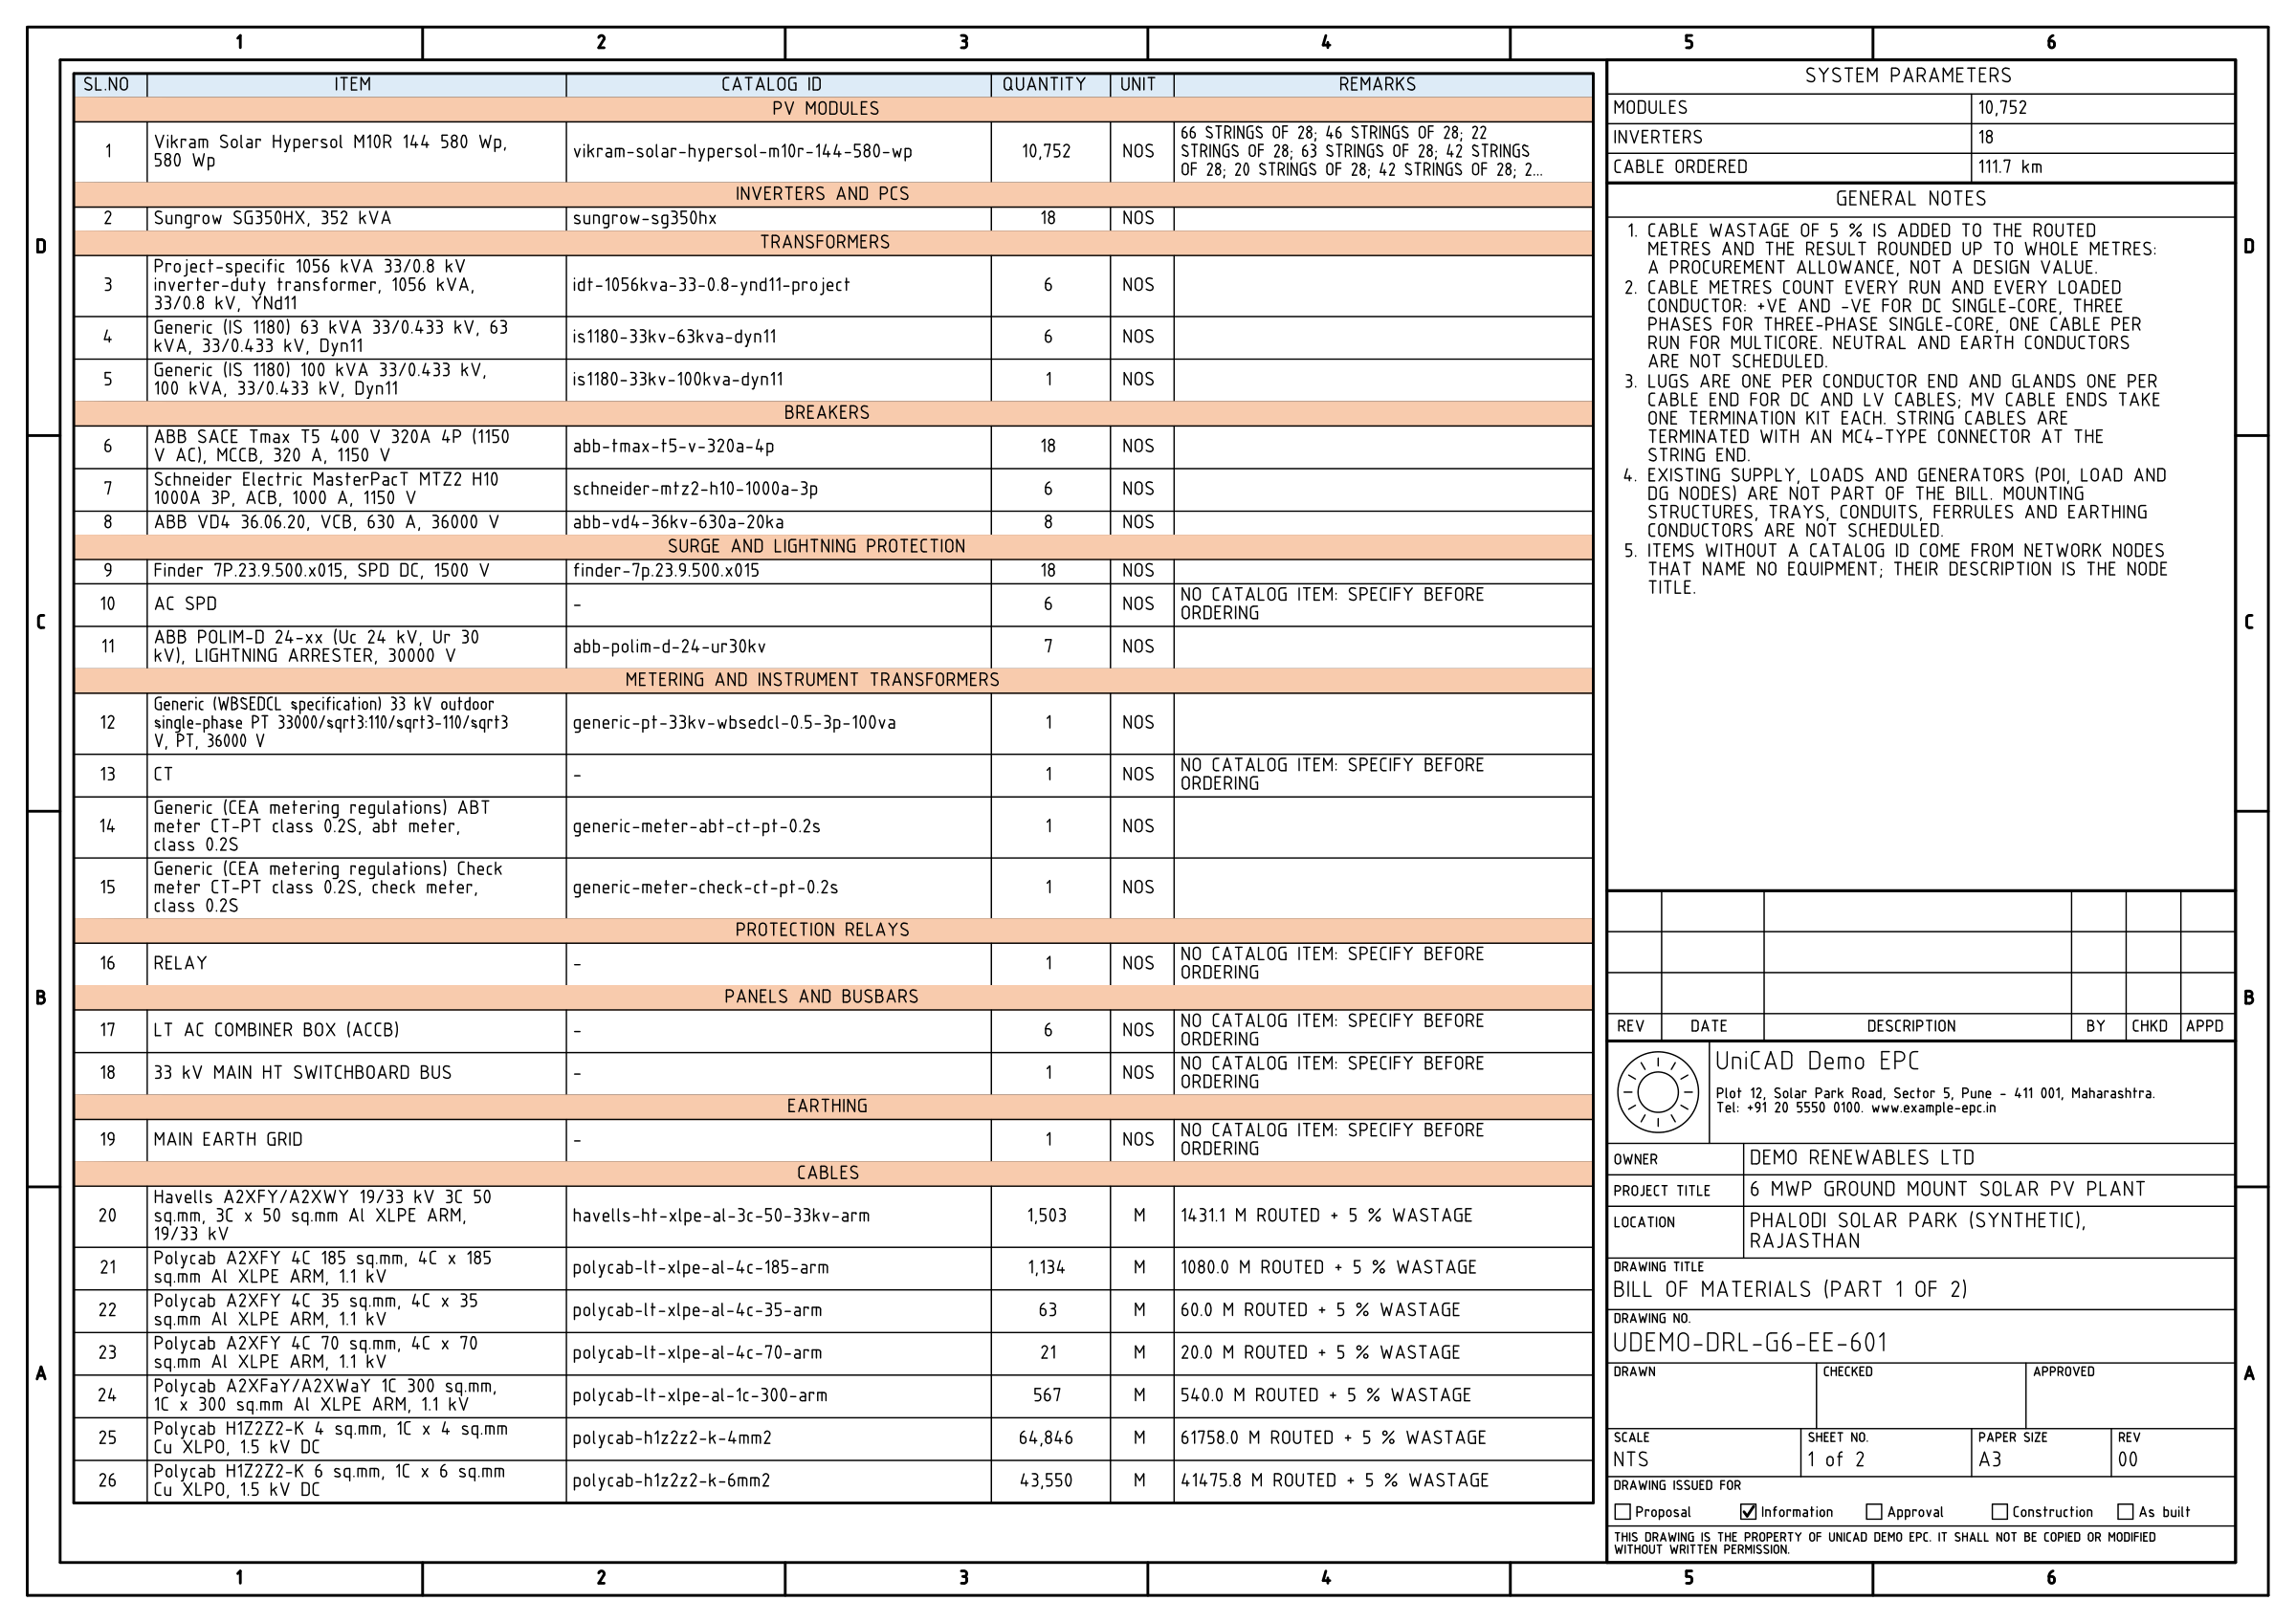 1 2 3 4 5 6
SL.NO ITEM CATALOG ID QUANTITY UNIT REMARKS
PV MODULES
1 Vikram Solar Hypersol M10R 144 580 Wp, 580 Wp vikram-solar-hypersol-m10r-144-580-wp 10,752 NOS 66 STRINGS OF 28; 46 STRINGS OF 28; 22 STRINGS OF 28; 63 STRINGS OF 28; 42 STRINGS OF 28; 20 STRINGS OF 28; 42 STRINGS OF 28; 2...
INVERTERS AND PCS
2 Sungrow SG350HX, 352 kVA sungrow-sg350hx 18 NOS
TRANSFORMERS
3 Project-specific 1056 kVA 33/0.8 kV inverter-duty transformer, 1056 kVA, 33/0.8 kV, YNd11 idt-1056kva-33-0.8-ynd11-project 6 NOS
4 Generic (IS 1180) 63 kVA 33/0.433 kV, 63 kVA, 33/0.433 kV, Dyn11 is1180-33kv-63kva-dyn11 6 NOS
5 Generic (IS 1180) 100 kVA 33/0.433 kV, 100 kVA, 33/0.433 kV, Dyn11 is1180-33kv-100kva-dyn11 1 NOS
BREAKERS
6 ABB SACE Tmax T5 400 V 320A 4P (1150 V AC), MCCB, 320 A, 1150 V abb-tmax-t5-v-320a-4p 18 NOS
7 Schneider Electric MasterPacT MTZ2 H10 1000A 3P, ACB, 1000 A, 1150 V schneider-mtz2-h10-1000a-3p 6 NOS
8 ABB VD4 36.06.20, VCB, 630 A, 36000 V abb-vd4-36kv-630a-20ka 8 NOS
SURGE AND LIGHTNING PROTECTION
9 Finder 7P.23.9.500.x015, SPD DC, 1500 V finder-7p.23.9.500.x015 18 NOS
10 AC SPD - 6 NOS NO CATALOG ITEM: SPECIFY BEFORE ORDERING
11 ABB POLIM-D 24-xx (Uc 24 kV, Ur 30 kV), LIGHTNING ARRESTER, 30000 V abb-polim-d-24-ur30kv 7 NOS
METERING AND INSTRUMENT TRANSFORMERS
12 Generic (WBSEDCL specification) 33 kV outdoor single-phase PT 33000/sqrt3:110/sqrt3-110/sqrt3 V, PT, 36000 V generic-pt-33kv-wbsedcl-0.5-3p-100va 1 NOS
13 CT - 1 NOS NO CATALOG ITEM: SPECIFY BEFORE ORDERING
14 Generic (CEA metering regulations) ABT meter CT-PT class 0.2S, abt meter, class 0.2S generic-meter-abt-ct-pt-0.2s 1 NOS
15 Generic (CEA metering regulations) Check meter CT-PT class 0.2S, check meter, class 0.2S generic-meter-check-ct-pt-0.2s 1 NOS
PROTECTION RELAYS
16 RELAY - 1 NOS NO CATALOG ITEM: SPECIFY BEFORE ORDERING
PANELS AND BUSBARS
17 LT AC COMBINER BOX (ACCB) - 6 NOS NO CATALOG ITEM: SPECIFY BEFORE ORDERING
18 33 kV MAIN HT SWITCHBOARD BUS - 1 NOS NO CATALOG ITEM: SPECIFY BEFORE ORDERING
EARTHING
19 MAIN EARTH GRID - 1 NOS NO CATALOG ITEM: SPECIFY BEFORE ORDERING
CABLES
20 Havells A2XFY/A2XWY 19/33 kV 3C 50 sq.mm, 3C x 50 sq.mm Al XLPE ARM, 19/33 kV havells-ht-xlpe-al-3c-50-33kv-arm 1,503 M 1431.1 M ROUTED + 5 % WASTAGE
21 Polycab A2XFY 4C 185 sq.mm, 4C x 185 sq.mm Al XLPE ARM, 1.1 kV polycab-lt-xlpe-al-4c-185-arm 1,134 M 1080.0 M ROUTED + 5 % WASTAGE
22 Polycab A2XFY 4C 35 sq.mm, 4C x 35 sq.mm Al XLPE ARM, 1.1 kV polycab-lt-xlpe-al-4c-35-arm 63 M 60.0 M ROUTED + 5 % WASTAGE
23 Polycab A2XFY 4C 70 sq.mm, 4C x 70 sq.mm Al XLPE ARM, 1.1 kV polycab-lt-xlpe-al-4c-70-arm 21 M 20.0 M ROUTED + 5 % WASTAGE
24 Polycab A2XFaY/A2XWaY 1C 300 sq.mm, 1C x 300 sq.mm Al XLPE ARM, 1.1 kV polycab-lt-xlpe-al-1c-300-arm 567 M 540.0 M ROUTED + 5 % WASTAGE
25 Polycab H1Z2Z2-K 4 sq.mm, 1C x 4 sq.mm Cu XLPO, 1.5 kV DC polycab-h1z2z2-k-4mm2 64,846 M 61758.0 M ROUTED + 5 % WASTAGE
26 Polycab H1Z2Z2-K 6 sq.mm, 1C x 6 sq.mm Cu XLPO, 1.5 kV DC polycab-h1z2z2-k-6mm2 43,550 M 41475.8 M ROUTED + 5 % WASTAGE
SYSTEM PARAMETERS
MODULES 10,752
INVERTERS 18
CABLE ORDERED 111.7 km
GENERAL NOTES
1. CABLE WASTAGE OF 5 % IS ADDED TO THE ROUTED
METRES AND THE RESULT ROUNDED UP TO WHOLE METRES:
A PROCUREMENT ALLOWANCE, NOT A DESIGN VALUE.
2. CABLE METRES COUNT EVERY RUN AND EVERY LOADED
CONDUCTOR: +VE AND -VE FOR DC SINGLE-CORE, THREE
PHASES FOR THREE-PHASE SINGLE-CORE, ONE CABLE PER
RUN FOR MULTICORE. NEUTRAL AND EARTH CONDUCTORS
ARE NOT SCHEDULED.
3. LUGS ARE ONE PER CONDUCTOR END AND GLANDS ONE PER
CABLE END FOR DC AND LV CABLES; MV CABLE ENDS TAKE
ONE TERMINATION KIT EACH. STRING CABLES ARE
TERMINATED WITH AN MC4-TYPE CONNECTOR AT THE
STRING END.
4. EXISTING SUPPLY, LOADS AND GENERATORS (POI, LOAD AND
DG NODES) ARE NOT PART OF THE BILL. MOUNTING
STRUCTURES, TRAYS, CONDUITS, FERRULES AND EARTHING
CONDUCTORS ARE NOT SCHEDULED.
5. ITEMS WITHOUT A CATALOG ID COME FROM NETWORK NODES
THAT NAME NO EQUIPMENT; THEIR DESCRIPTION IS THE NODE
TITLE.
REV DATE DESCRIPTION BY CHKD APPD
UniCAD Demo EPC
Plot 12, Solar Park Road, Sector 5, Pune - 411 001, Maharashtra.
Tel: +91 20 5550 0100. www.example-epc.in
OWNER DEMO RENEWABLES LTD
PROJECT TITLE 6 MWP GROUND MOUNT SOLAR PV PLANT
LOCATION PHALODI SOLAR PARK (SYNTHETIC),
RAJASTHAN
DRAWING TITLE
BILL OF MATERIALS (PART 1 OF 2)
DRAWING NO.
UDEMO-DRL-G6-EE-601
DRAWN CHECKED APPROVED
SCALE SHEET NO. PAPER SIZE REV
NTS 1 of 2 A3 00
DRAWING ISSUED FOR
Proposal Information Approval Construction As built
THIS DRAWING IS THE PROPERTY OF UNICAD DEMO EPC. IT SHALL NOT BE COPIED OR MODIFIED
WITHOUT WRITTEN PERMISSION.
D D
C C
B B
A A
1 2 3 4 5 6